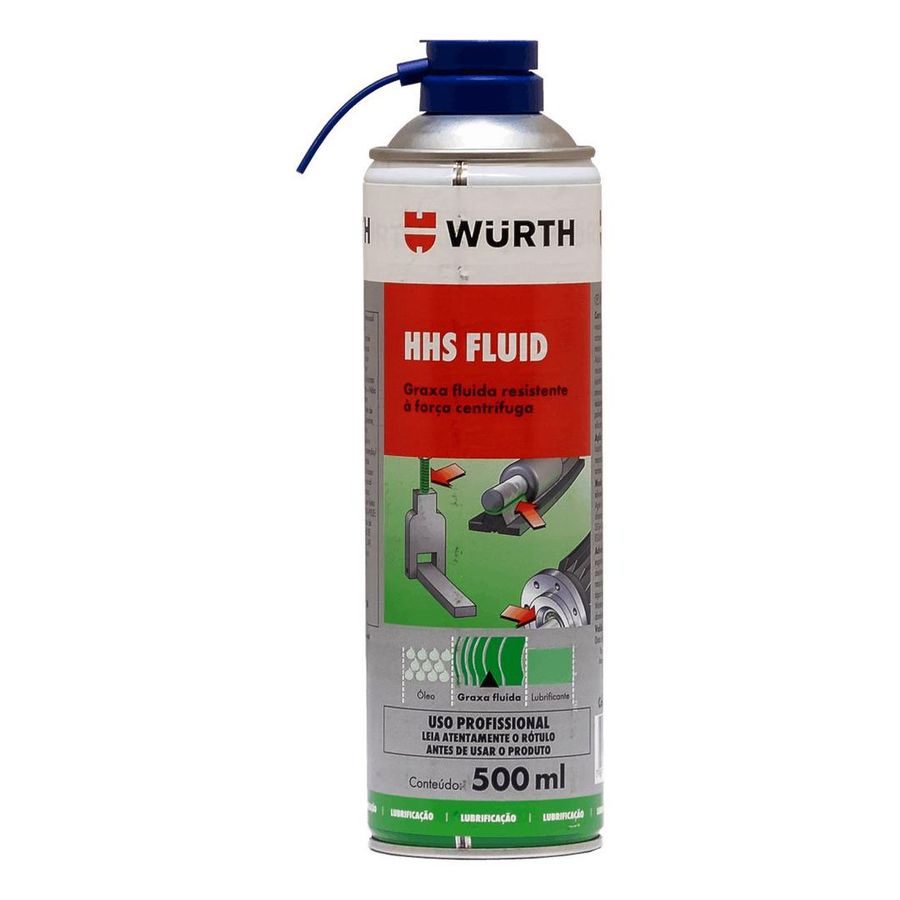 WÜRTH
HHS FLUID
Graxa fluida resistente
à força centrífuga
Óleo
Graxa fluida
Lubrificante
USO PROFISSIONAL
LEIA ATENTAMENTE O RÓTULO
ANTES DE USAR O PRODUTO
Conteúdo: 500 ml
LUBRIFICAÇÃO | LUBRIFICAÇÃO | LUBRIFICAÇÃO